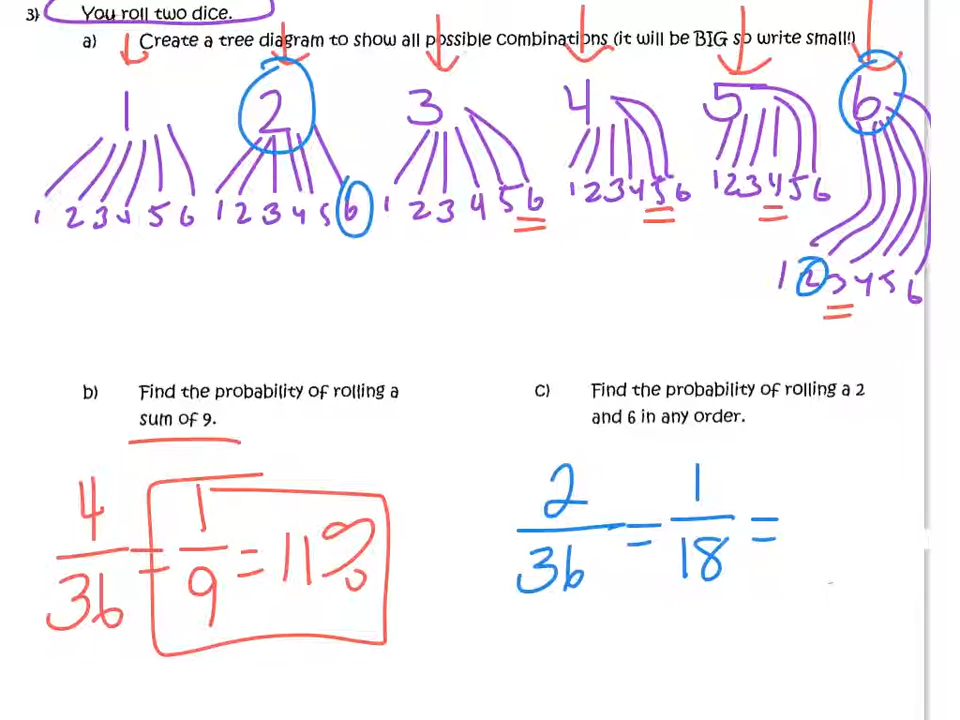 3) You roll two dice.
a) Create a tree diagram to show all possible combinations (it will be BIG so write small!)
1 2 3 4 5 6
1 2 3 4 5 6 1 2 3 4 5 6 1 2 3 4 5 6 1 2 3 4 5 6 1 2 3 4 5 6
1 2 3 4 5 6
b) Find the probability of rolling a
sum of 9.
c) Find the probability of rolling a 2
and 6 in any order.
4/36 = 1/9 = 11%
2/36 = 1/18 =